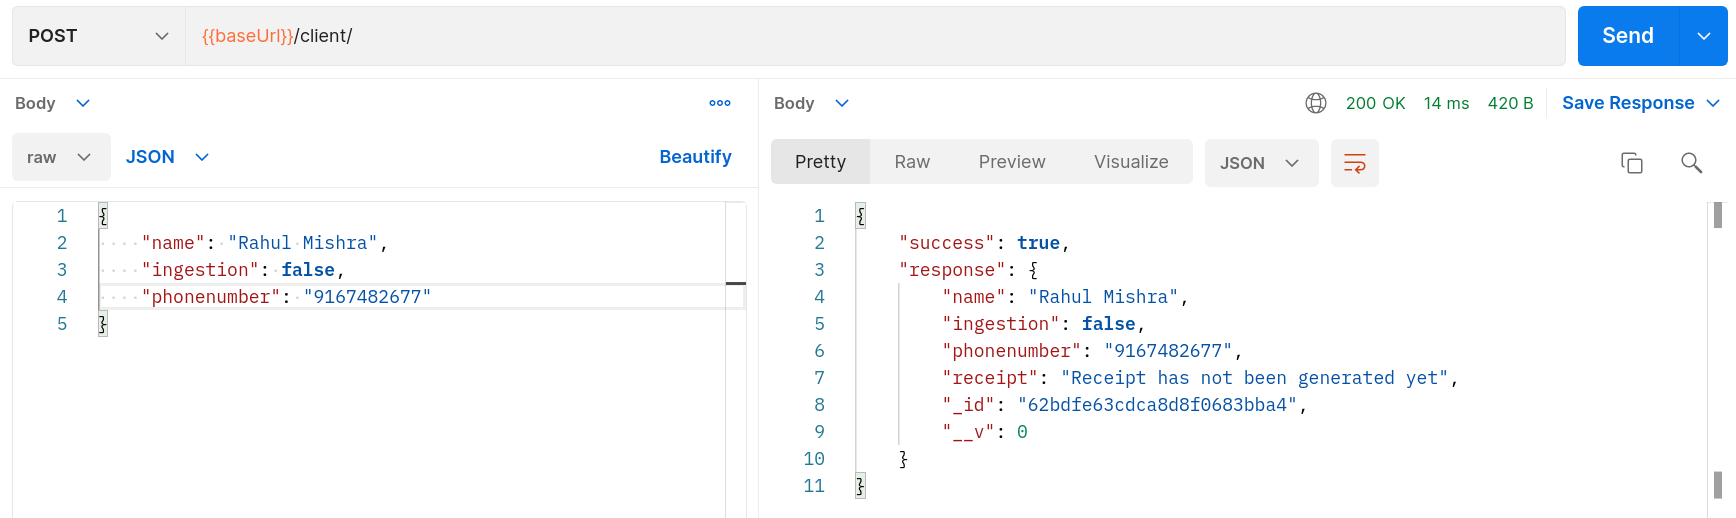 POST {{baseUrl}}/client/ Send
Body
raw JSON Beautify
1 {
2 "name": "Rahul Mishra",
3 "ingestion": false,
4 "phonenumber": "9167482677"
5 }
Body 200 OK 14 ms 420 B Save Response
Pretty Raw Preview Visualize JSON
1 {
2 "success": true,
3 "response": {
4 "name": "Rahul Mishra",
5 "ingestion": false,
6 "phonenumber": "9167482677",
7 "receipt": "Receipt has not been generated yet",
8 "_id": "62bdfe63cdca8d8f0683bba4",
9 "__v": 0
10 }
11 }